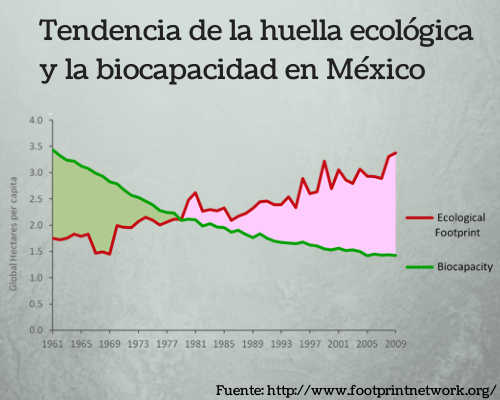 Tendencia de la huella ecológica
y la biocapacidad en México
4.0
3.5
3.0
2.5
2.0
1.5
1.0
0.5
0.0
Global Hectares per capita
1961 1965 1969 1973 1977 1981 1985 1989 1993 1997 2001 2005 2009
Ecological
Footprint
Biocapacity
Fuente: http://www.footprintnetwork.org/